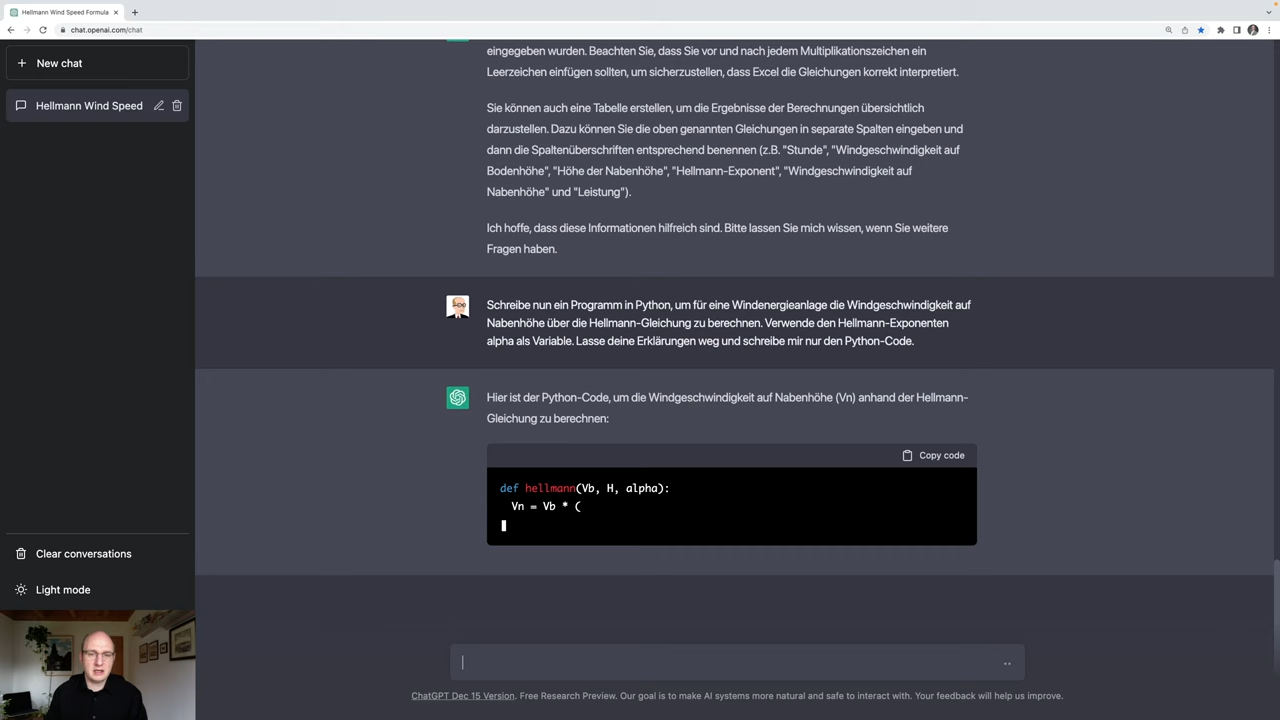 Hellmann Wind Speed Formula
chat.openai.com/chat
New chat
Hellmann Wind Speed
eingegeben wurden. Beachten Sie, dass Sie vor und nach jedem Multiplikationszeichen ein
Leerzeichen einfügen sollten, um sicherzustellen, dass Excel die Gleichungen korrekt interpretiert.
Sie können auch eine Tabelle erstellen, um die Ergebnisse der Berechnungen übersichtlich
darzustellen. Dazu können Sie die oben genannten Gleichungen in separate Spalten eingeben und
dann die Spaltenüberschriften entsprechend benennen (z.B. "Stunde", "Windgeschwindigkeit auf
Bodenhöhe", "Höhe der Nabenhöhe", "Hellmann-Exponent", "Windgeschwindigkeit auf
Nabenhöhe" und "Leistung").
Ich hoffe, dass diese Informationen hilfreich sind. Bitte lassen Sie mich wissen, wenn Sie weitere
Fragen haben.
Schreibe nun ein Programm in Python, um für eine Windenergieanlage die Windgeschwindigkeit auf
Nabenhöhe über die Hellmann-Gleichung zu berechnen. Verwende den Hellmann-Exponenten
alpha als Variable. Lasse deine Erklärungen weg und schreibe mir nur den Python-Code.
Hier ist der Python-Code, um die Windgeschwindigkeit auf Nabenhöhe (Vn) anhand der Hellmann-
Gleichung zu berechnen:
Copy code
def hellmann(Vb, H, alpha):
Vn = Vb * (
Clear conversations
Light mode
ChatGPT Dec 15 Version. Free Research Preview. Our goal is to make AI systems more natural and safe to interact with. Your feedback will help us improve.